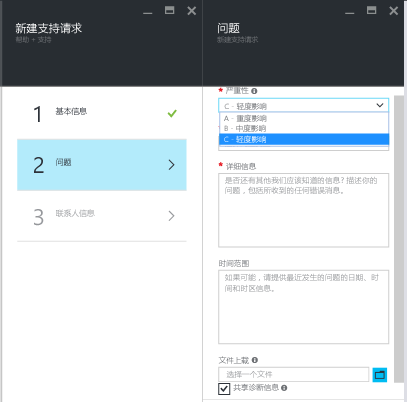 新建支持请求
帮助 + 支持
1 基本信息
2 问题
3 联系人信息
问题
新建支持请求
* 严重性
C - 轻度影响
A - 重度影响
B - 中度影响
C - 轻度影响
* 详细信息
是否还有其他我们应该知道的信息? 描述你的
问题，包括所收到的任何错误消息。
时间范围
如果可能，请提供最近发生的问题的日期、时
间和时区信息。
文件上载
选择一个文件
共享诊断信息